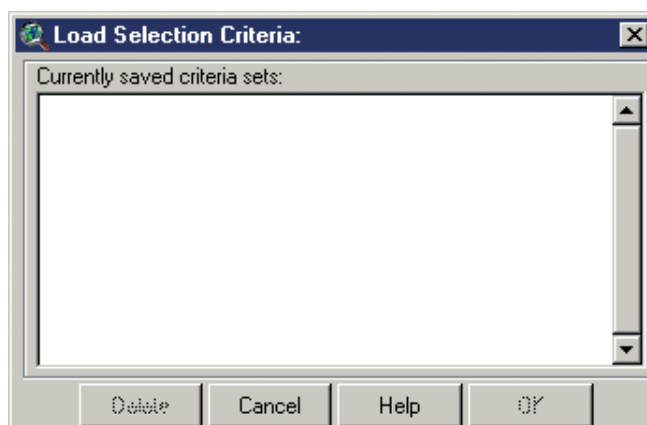 Load Selection Criteria:
Currently saved criteria sets:
Delete Cancel Help OK